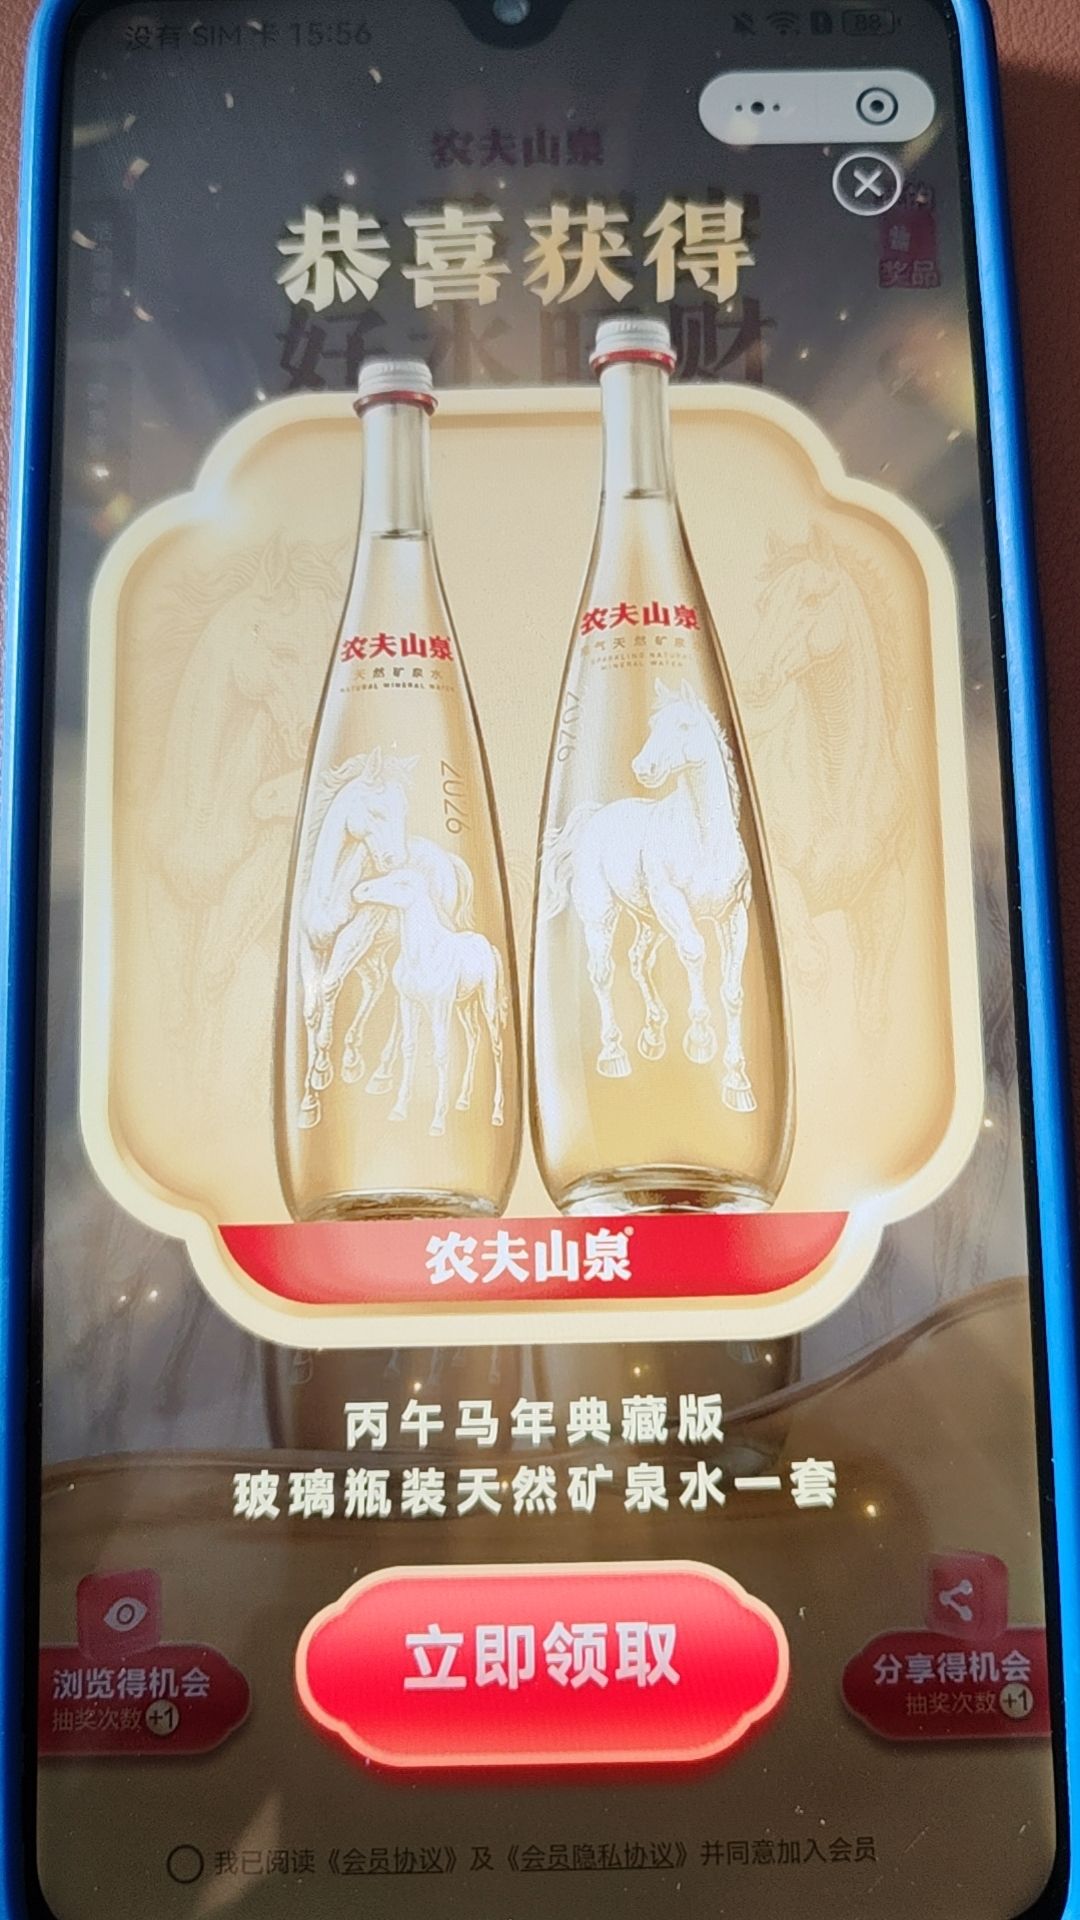 没有 SIM 卡 15:56
88
农夫山泉
奖品
恭喜获得
好水旺财
农夫山泉
天然矿泉水
NATURAL MINERAL WATER
2026
农夫山泉
气天然矿泉
SPARKLING NATURAL
MINERAL WATER
2026
农夫山泉
丙午马年典藏版
玻璃瓶装天然矿泉水一套
立即领取
浏览得机会
抽奖次数+1
分享得机会
抽奖次数+1
我已阅读《会员协议》及《会员隐私协议》并同意加入会员